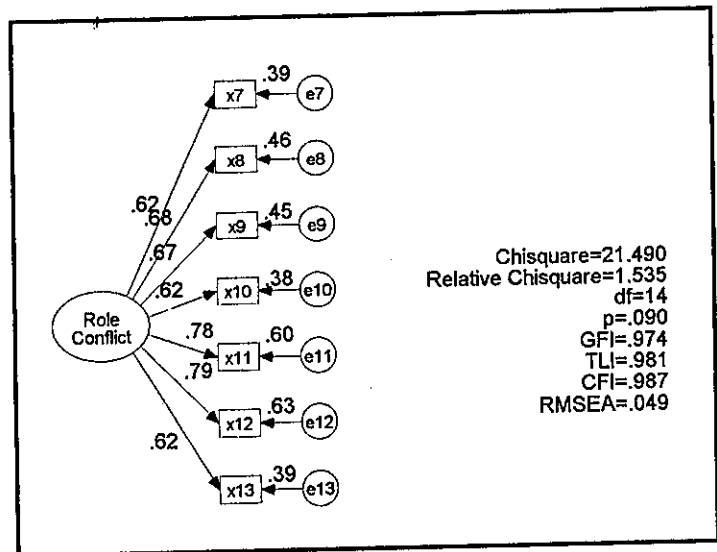 .39
x7
e7
.46
x8
e8
.62
.68
.45
x9
e9
.67
.62
.38
x10
e10
Role
Conflict
.78
.60
x11
e11
.79
.63
x12
e12
.62
.39
x13
e13
Chisquare=21.490
Relative Chisquare=1.535
df=14
p=.090
GFI=.974
TLI=.981
CFI=.987
RMSEA=.049